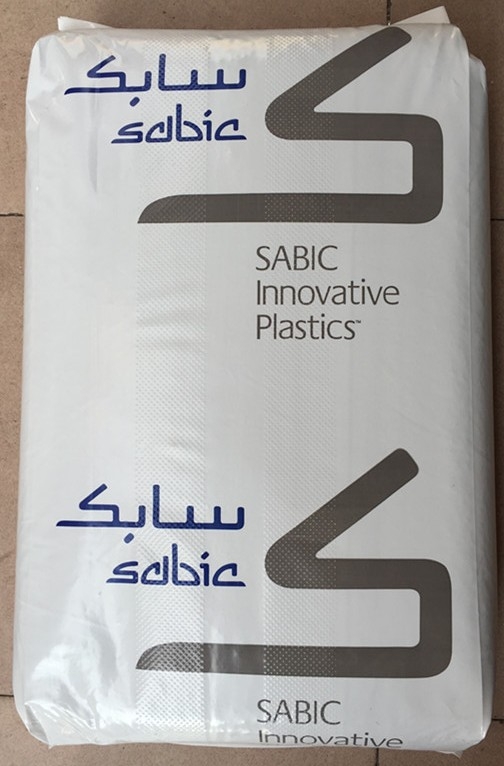 سابك
sabic
SABIC
Innovative
Plastics™
سابك
sabic
SABIC
Innovative